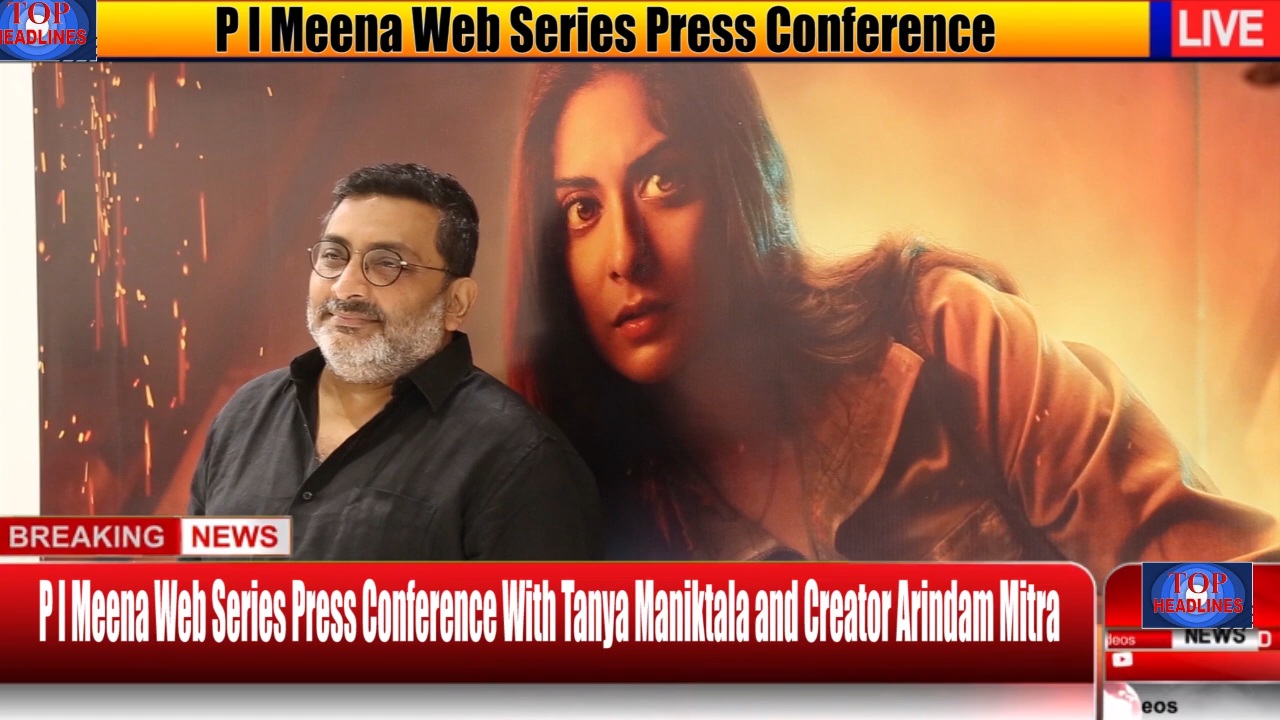 TOP
HEADLINES
P I Meena Web Series Press Conference
LIVE
BREAKING NEWS
P I Meena Web Series Press Conference With Tanya Maniktala and Creator Arindam Mitra
TOP
HEADLINES
deos
NEWS
D
eos